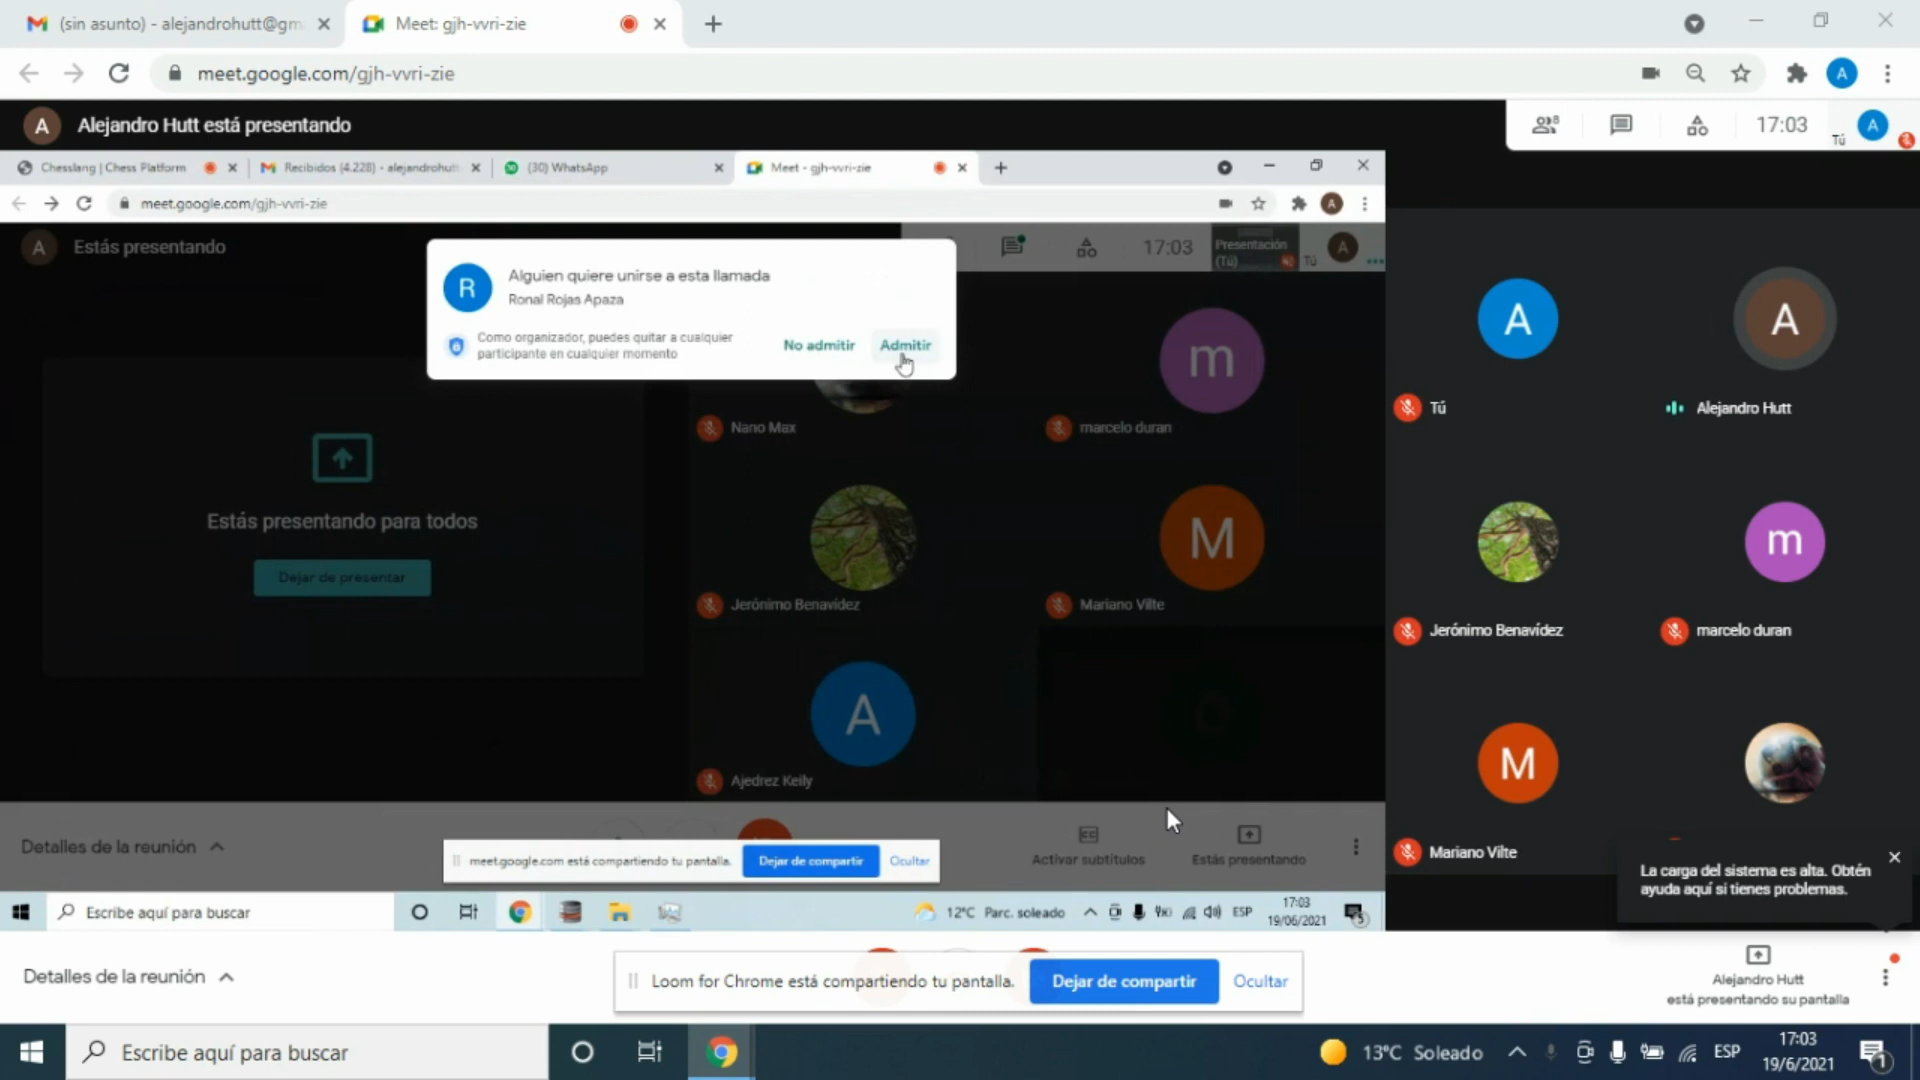 (sin asunto) - alejandrohutt@gm
Meet: gjh-vvri-zie
meet.google.com/gjh-vvri-zie
A
A
Alejandro Hutt está presentando
8
17:03
Tú
A
Chesslang | Chess Platform
Recibidos (4.228) - alejandrohutt
(30) WhatsApp
Meet - gjh-vvri-zie
meet.google.com/gjh-vvri-zie
A
A
Estás presentando
17:03
Presentación
(Tú)
Tú
A
R
Alguien quiere unirse a esta llamada
Ronal Rojas Apaza
Como organizador, puedes quitar a cualquier
participante en cualquier momento
No admitir
Admitir
m
Nano Max
marcelo duran
Estás presentando para todos
Dejar de presentar
M
Jerónimo Benavídez
Mariano Vilte
A
Ajedrez Keily
A
A
Tú
Alejandro Hutt
m
Jerónimo Benavídez
marcelo duran
M
Mariano Vilte
La carga del sistema es alta. Obtén
ayuda aquí si tienes problemas.
Detalles de la reunión
meet.google.com está compartiendo tu pantalla.
Dejar de compartir
Ocultar
Activar subtítulos
Estás presentando
Escribe aquí para buscar
12°C Parc. soleado
ESP
17:03
19/06/2021
5
Detalles de la reunión
Loom for Chrome está compartiendo tu pantalla.
Dejar de compartir
Ocultar
Alejandro Hutt
está presentando su pantalla
Escribe aquí para buscar
13°C Soleado
ESP
17:03
19/6/2021
1